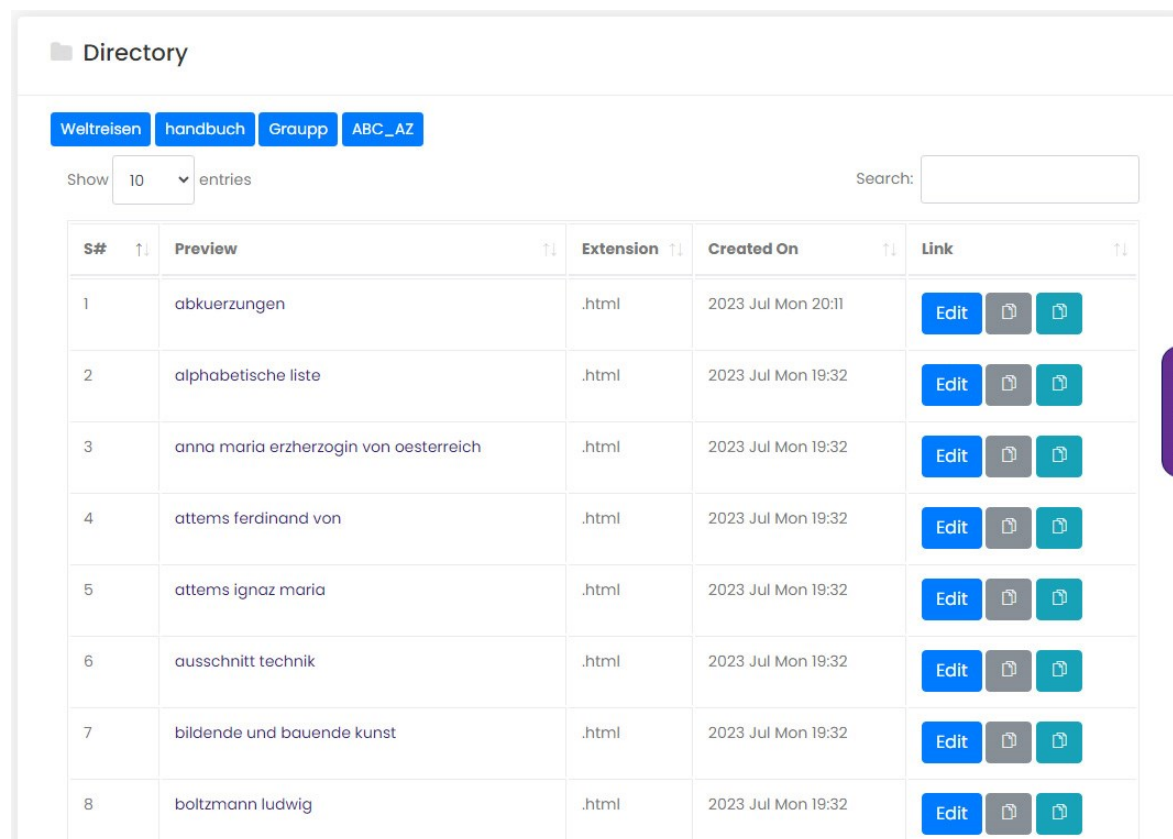 Directory
Weltreisen handbuch Graupp ABC_AZ
Show 10 entries Search:
S# Preview Extension Created On Link
1 abkuerzungen .html 2023 Jul Mon 20:11 Edit
2 alphabetische liste .html 2023 Jul Mon 19:32 Edit
3 anna maria erzherzogin von oesterreich .html 2023 Jul Mon 19:32 Edit
4 attems ferdinand von .html 2023 Jul Mon 19:32 Edit
5 attems ignaz maria .html 2023 Jul Mon 19:32 Edit
6 ausschnitt technik .html 2023 Jul Mon 19:32 Edit
7 bildende und bauende kunst .html 2023 Jul Mon 19:32 Edit
8 boltzmann ludwig .html 2023 Jul Mon 19:32 Edit